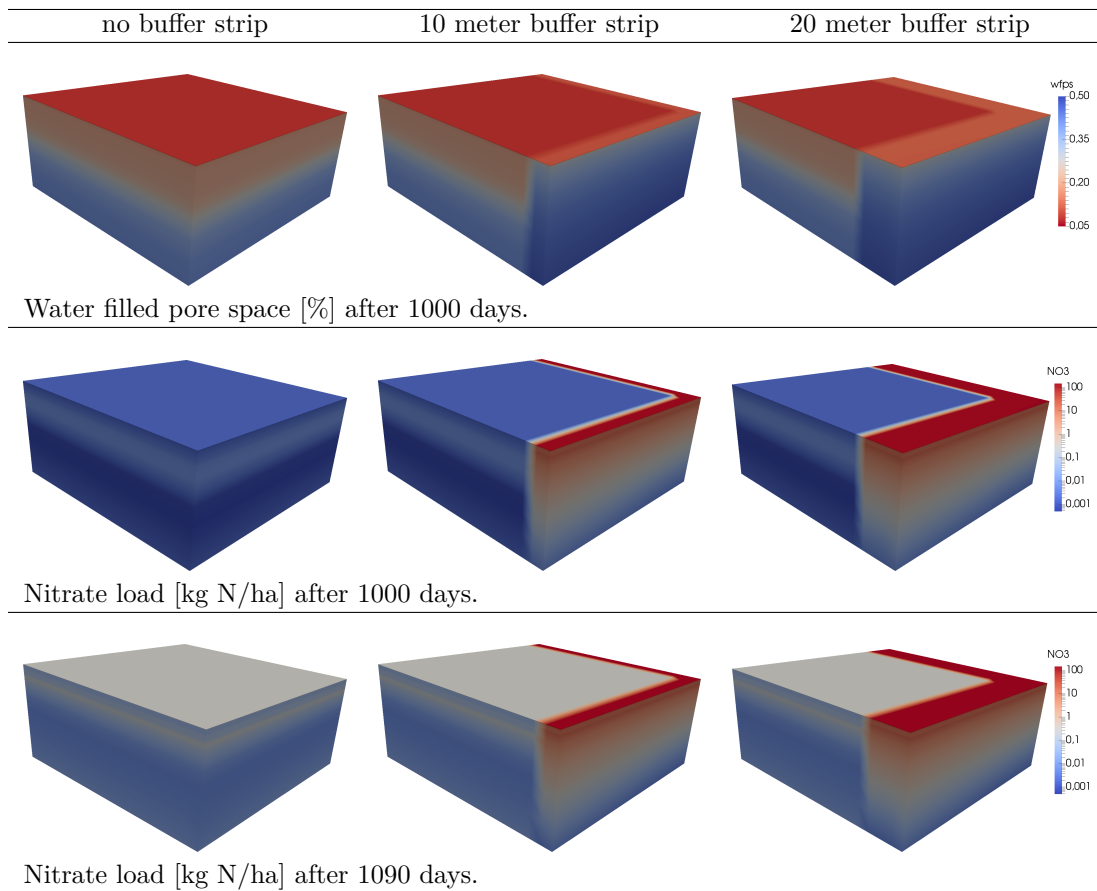 no buffer strip 10 meter buffer strip 20 meter buffer strip
wfps
0,50
0,30
0,20
0,05
Water filled pore space [%] after 1000 days.
NO3
100
10
1
0,1
0,01
0,001
Nitrate load [kg N/ha] after 1000 days.
NO3
100
10
1
0,1
0,01
0,001
Nitrate load [kg N/ha] after 1090 days.